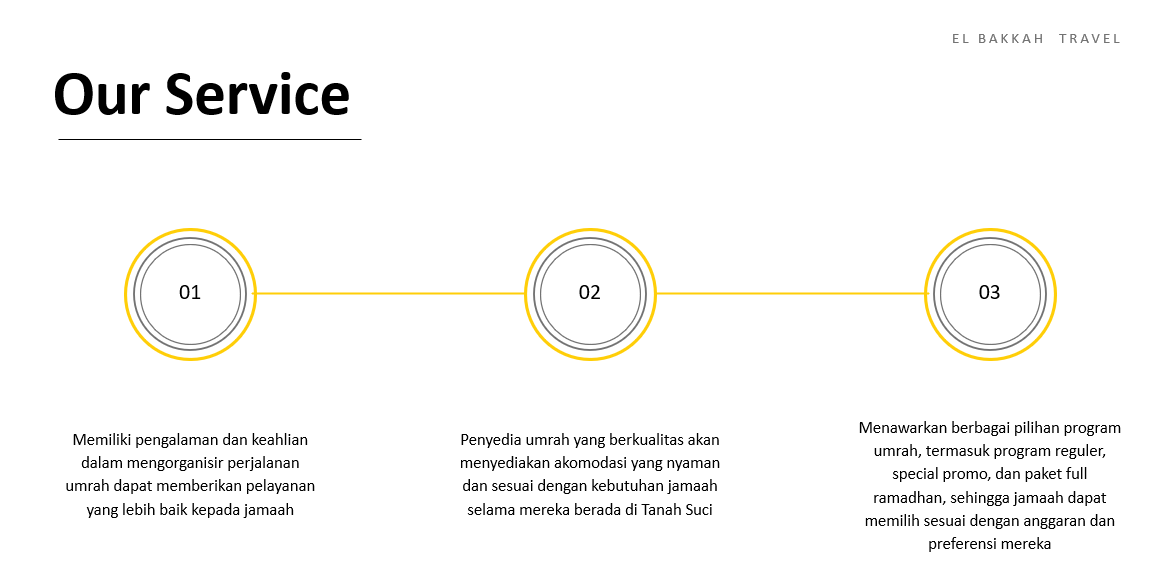 EL BAKKAH TRAVEL
Our Service
01
02
03
Memiliki pengalaman dan keahlian
dalam mengorganisir perjalanan
umrah dapat memberikan pelayanan
yang lebih baik kepada jamaah
Penyedia umrah yang berkualitas akan
menyediakan akomodasi yang nyaman
dan sesuai dengan kebutuhan jamaah
selama mereka berada di Tanah Suci
Menawarkan berbagai pilihan program
umrah, termasuk program reguler,
special promo, dan paket full
ramadhan, sehingga jamaah dapat
memilih sesuai dengan anggaran dan
preferensi mereka